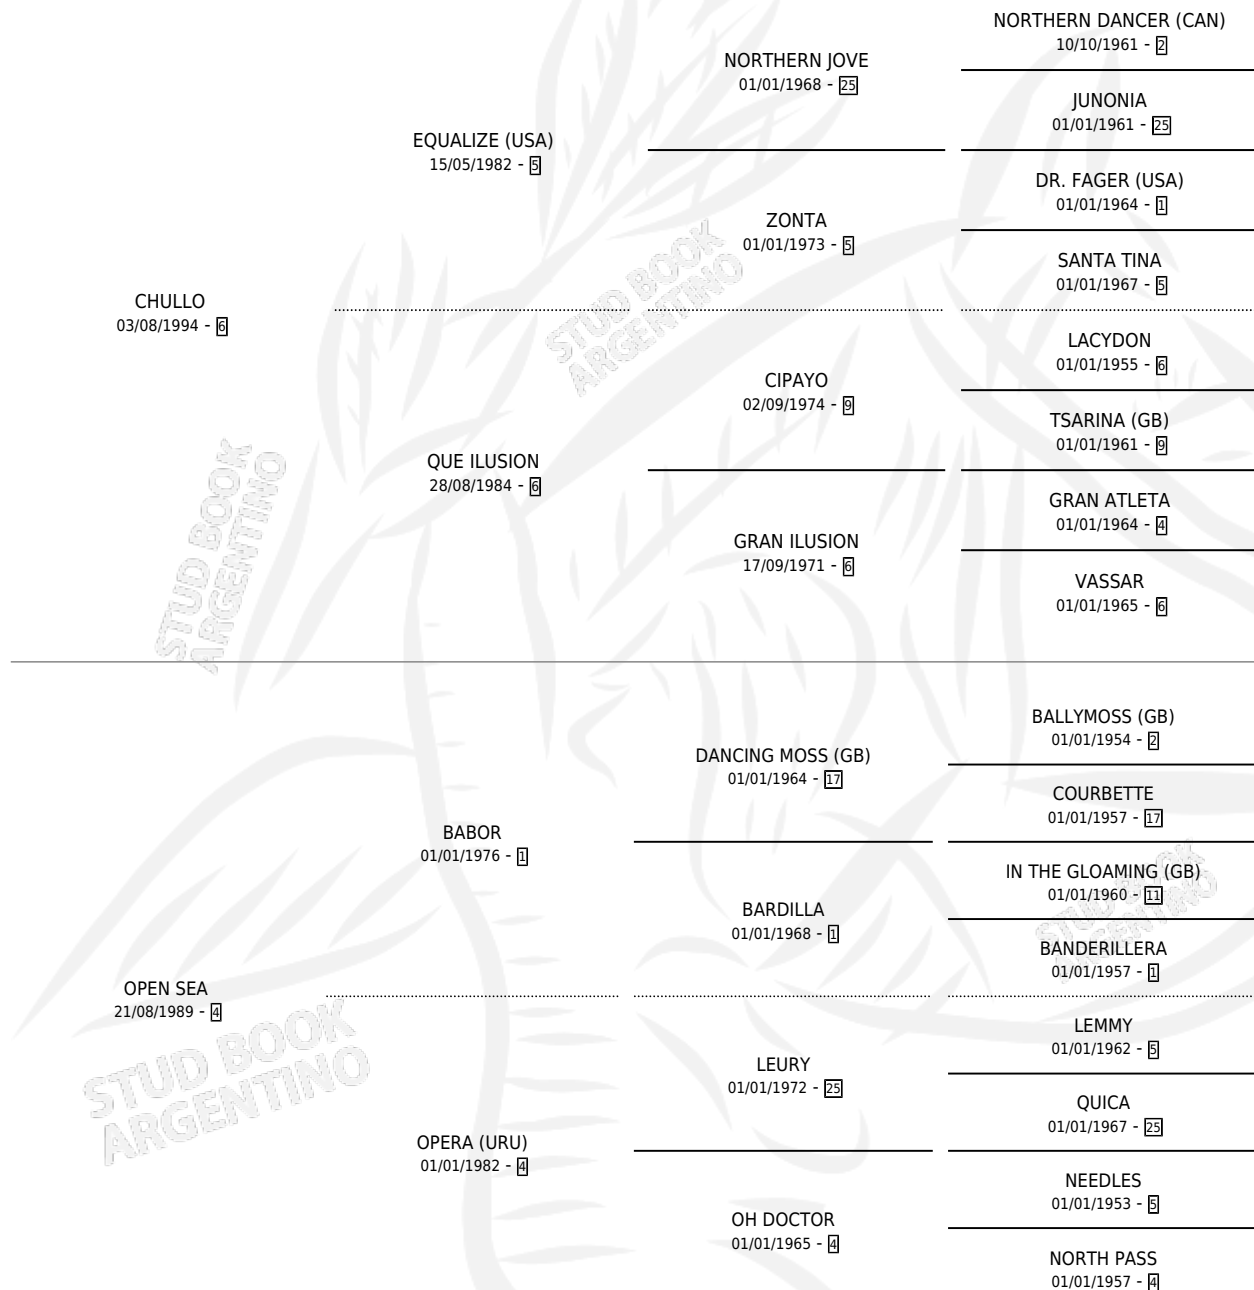 NORTHERN DANCER (CAN)
10/10/1961 - 2
NORTHERN JOVE
01/01/1968 - 25
JUNONIA
01/01/1961 - 25
EQUALIZE (USA)
15/05/1982 - 5
DR. FAGER (USA)
01/01/1964 - 1
ZONTA
01/01/1973 - 5
SANTA TINA
01/01/1967 - 5
STUD BOOK
ARGENTINO
CHULLO
03/08/1994 - 6
LACYDON
01/01/1955 - 6
CIPAYO
02/09/1974 - 9
TSARINA (GB)
01/01/1961 - 9
QUE ILUSION
28/08/1984 - 6
GRAN ATLETA
01/01/1964 - 4
GRAN ILUSION
17/09/1971 - 6
VASSAR
01/01/1965 - 6
STUD BOOK
ARGENTINO
BALLYMOSS (GB)
01/01/1954 - 2
DANCING MOSS (GB)
01/01/1964 - 17
COURBETTE
01/01/1957 - 17
BABOR
01/01/1976 - 1
IN THE GLOAMING (GB)
01/01/1960 - 11
STUD BOOK
ARGENTINO
BARDILLA
01/01/1968 - 1
BANDERILLERA
01/01/1957 - 1
OPEN SEA
21/08/1989 - 4
STUD BOOK
ARGENTINO
LEMMY
01/01/1962 - 5
LEURY
01/01/1972 - 25
QUICA
01/01/1967 - 25
OPERA (URU)
01/01/1982 - 4
NEEDLES
01/01/1953 - 5
OH DOCTOR
01/01/1965 - 4
NORTH PASS
01/01/1957 - 4